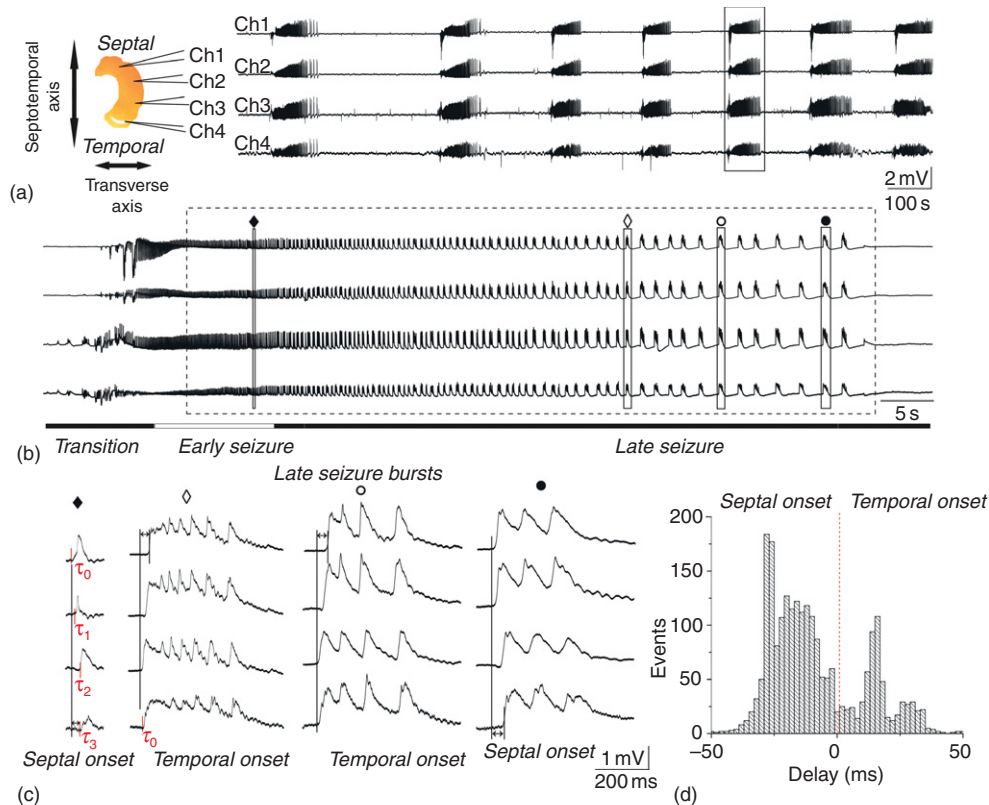 Septotemporal
axis
Septal
Ch1
Ch2
Ch3
Ch4
Temporal
Transverse
axis
Ch1
Ch2
Ch3
Ch4
2 mV
100 s
(a)
5 s
Transition
Early seizure
Late seizure
(b)
Late seizure bursts
τ0
τ1
τ2
τ3
τ0
Septal onset
Temporal onset
Temporal onset
Septal onset
1 mV
200 ms
(c)
Septal onset
Temporal onset
Events
200
150
100
50
0
−50
0
50
Delay (ms)
(d)